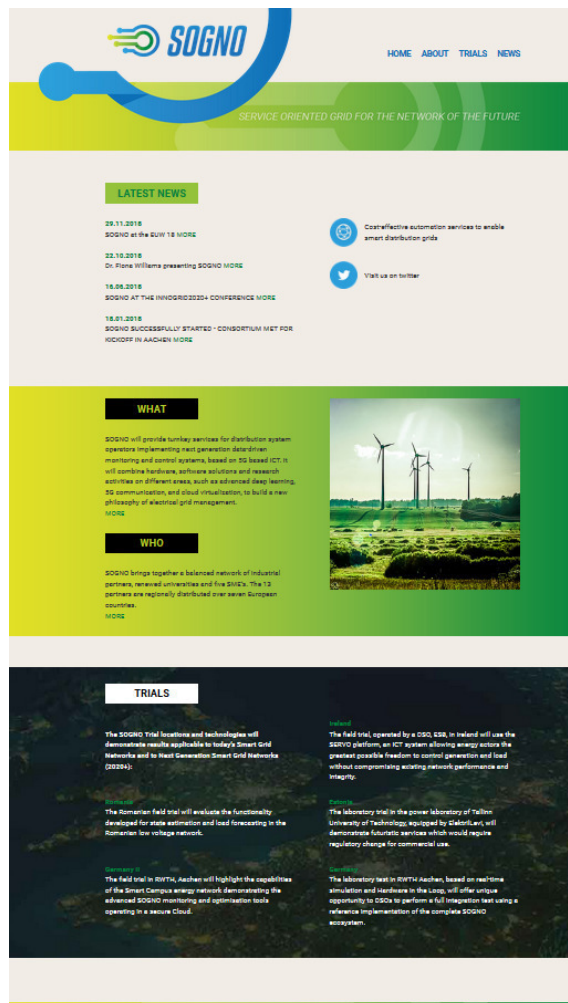 SOGNO
HOME ABOUT TRIALS NEWS
SERVICE ORIENTED GRID FOR THE NETWORK OF THE FUTURE
LATEST NEWS
29.11.2018
SOGNO at the EUW 18 MORE
22.10.2018
Dr. Fiona Williams presenting SOGNO MORE
16.06.2018
SOGNO AT THE INNOGRID2020+ CONFERENCE MORE
16.01.2018
SOGNO SUCCESSFULLY STARTED - CONSORTIUM MET FOR
KICKOFF IN AACHEN MORE
Cost-effective automation services to enable
smart distribution grids
Visit us on twitter
WHAT
SOGNO will provide turnkey services for distribution system
operators implementing next generation data-driven
monitoring and control systems, based on 5G based ICT. It
will combine hardware, software solutions and research
activities on different areas, such as advanced deep learning,
5G communication, and cloud virtualization, to build a new
philosophy of electrical grid management.
MORE
WHO
SOGNO brings together a balanced network of industrial
partners, renewed universities and five SME's. The 13
partners are regionally distributed over seven European
countries.
MORE
TRIALS
The SOGNO Trial locations and technologies will
demonstrate results applicable to today's Smart Grid
Networks and to Next Generation Smart Grid Networks
(2020+):
Romania
The Romanian field trial will evaluate the functionality
developed for state estimation and load forecasting in the
Romanian low voltage network.
Germany II
The field trial in RWTH, Aachen will highlight the capabilities
of the Smart Campus energy network demonstrating the
advanced SOGNO monitoring and optimisation tools
operating in a secure Cloud.
Ireland
The field trial, operated by a DSO, ESB, in Ireland will use the
SERVO platform, an ICT system allowing energy actors the
greatest possible freedom to control generation and load
without compromising existing network performance and
integrity.
Estonia
The laboratory trial in the power laboratory of Tallinn
University of Technology, equipped by ElektriLevi, will
demonstrate futuristic services which would require
regulatory change for commercial use.
Germany
The laboratory test in RWTH Aachen, based on real-time
simulation and Hardware in the Loop, will offer unique
opportunity to DSOs to perform a full integration test using a
reference implementation of the complete SOGNO
ecosystem.